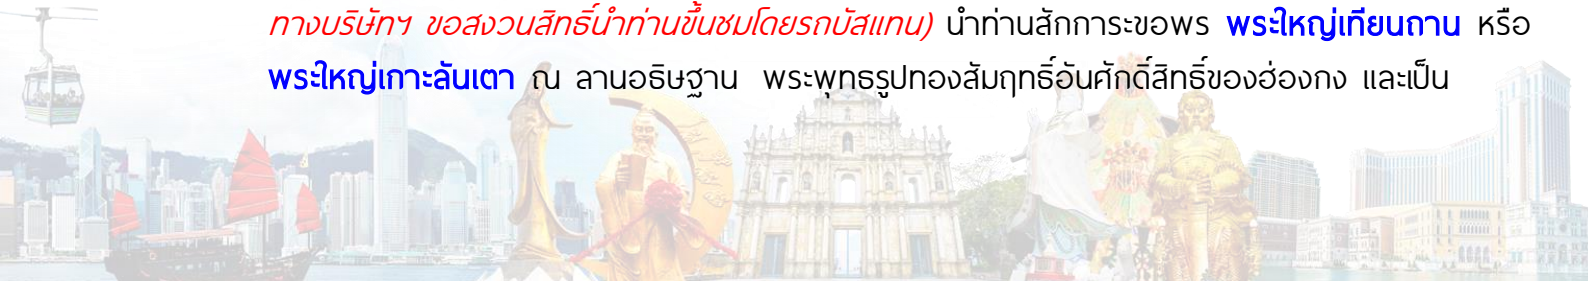 ทางบริษัทฯ ขอสงวนสิทธิ์นำท่านขึ้นชมโดยรถบัสแทน) นำท่านสักการะขอพร พระใหญ่เทียนถาน หรือ
พระใหญ่เกาะลันเตา ณ ลานอธิษฐาน พระพุทธรูปทองสัมฤทธิ์อันศักดิ์สิทธิ์ของฮ่องกง และเป็น